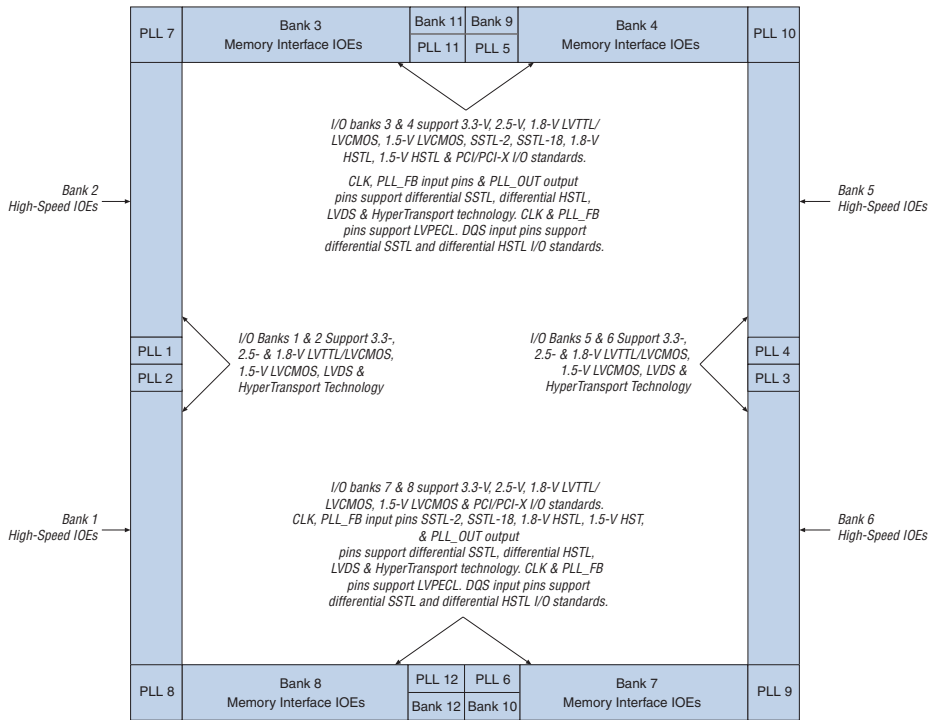 PLL 7
Bank 3
Memory Interface IOEs
Bank 11
Bank 9
PLL 11
PLL 5
Bank 4
Memory Interface IOEs
PLL 10
I/O banks 3 & 4 support 3.3-V, 2.5-V, 1.8-V LVTTL/
LVCMOS, 1.5-V LVCMOS, SSTL-2, SSTL-18, 1.8-V
HSTL, 1.5-V HSTL & PCI/PCI-X I/O standards.
CLK, PLL_FB input pins & PLL_OUT output
pins support differential SSTL, differential HSTL,
LVDS & HyperTransport technology. CLK & PLL_FB
pins support LVPECL. DQS input pins support
differential SSTL and differential HSTL I/O standards.
Bank 2
High-Speed IOEs
Bank 5
High-Speed IOEs
PLL 1
PLL 2
I/O Banks 1 & 2 Support 3.3-,
2.5- & 1.8-V LVTTL/LVCMOS,
1.5-V LVCMOS, LVDS &
HyperTransport Technology
I/O Banks 5 & 6 Support 3.3-,
2.5- & 1.8-V LVTTL/LVCMOS,
1.5-V LVCMOS, LVDS &
HyperTransport Technology
PLL 4
PLL 3
Bank 1
High-Speed IOEs
I/O banks 7 & 8 support 3.3-V, 2.5-V, 1.8-V LVTTL/
LVCMOS, 1.5-V LVCMOS & PCI/PCI-X I/O standards.
CLK, PLL_FB input pins SSTL-2, SSTL-18, 1.8-V HSTL, 1.5-V HST,
& PLL_OUT output
pins support differential SSTL, differential HSTL,
LVDS & HyperTransport technology. CLK & PLL_FB
pins support LVPECL. DQS input pins support
differential SSTL and differential HSTL I/O standards.
Bank 6
High-Speed IOEs
PLL 8
Bank 8
Memory Interface IOEs
PLL 12
PLL 6
Bank 12
Bank 10
Bank 7
Memory Interface IOEs
PLL 9